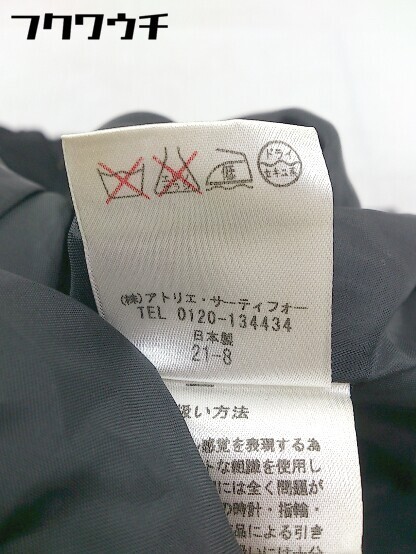 フクワウチ
エンソ
低
ドライ
セキユ系
(株)アトリエ・サーティフォー
TEL 0120-134434
日本製
21-8
扱い方法
感覚を表現する為
な組織を使用し
には全く問題が
の時計・指輪・
品による引き